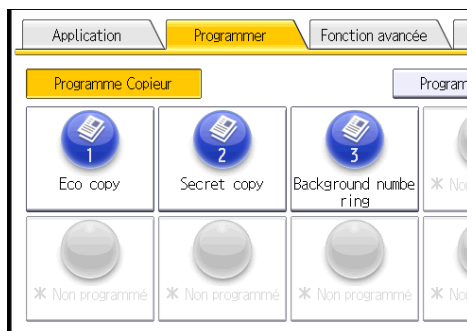 Application Programmer Fonction avancée
Programme Copieur Program
1 2 3
Eco copy Secret copy Background numbe
ring
* Non
* Non programmé * Non programmé * Non programmé * Non